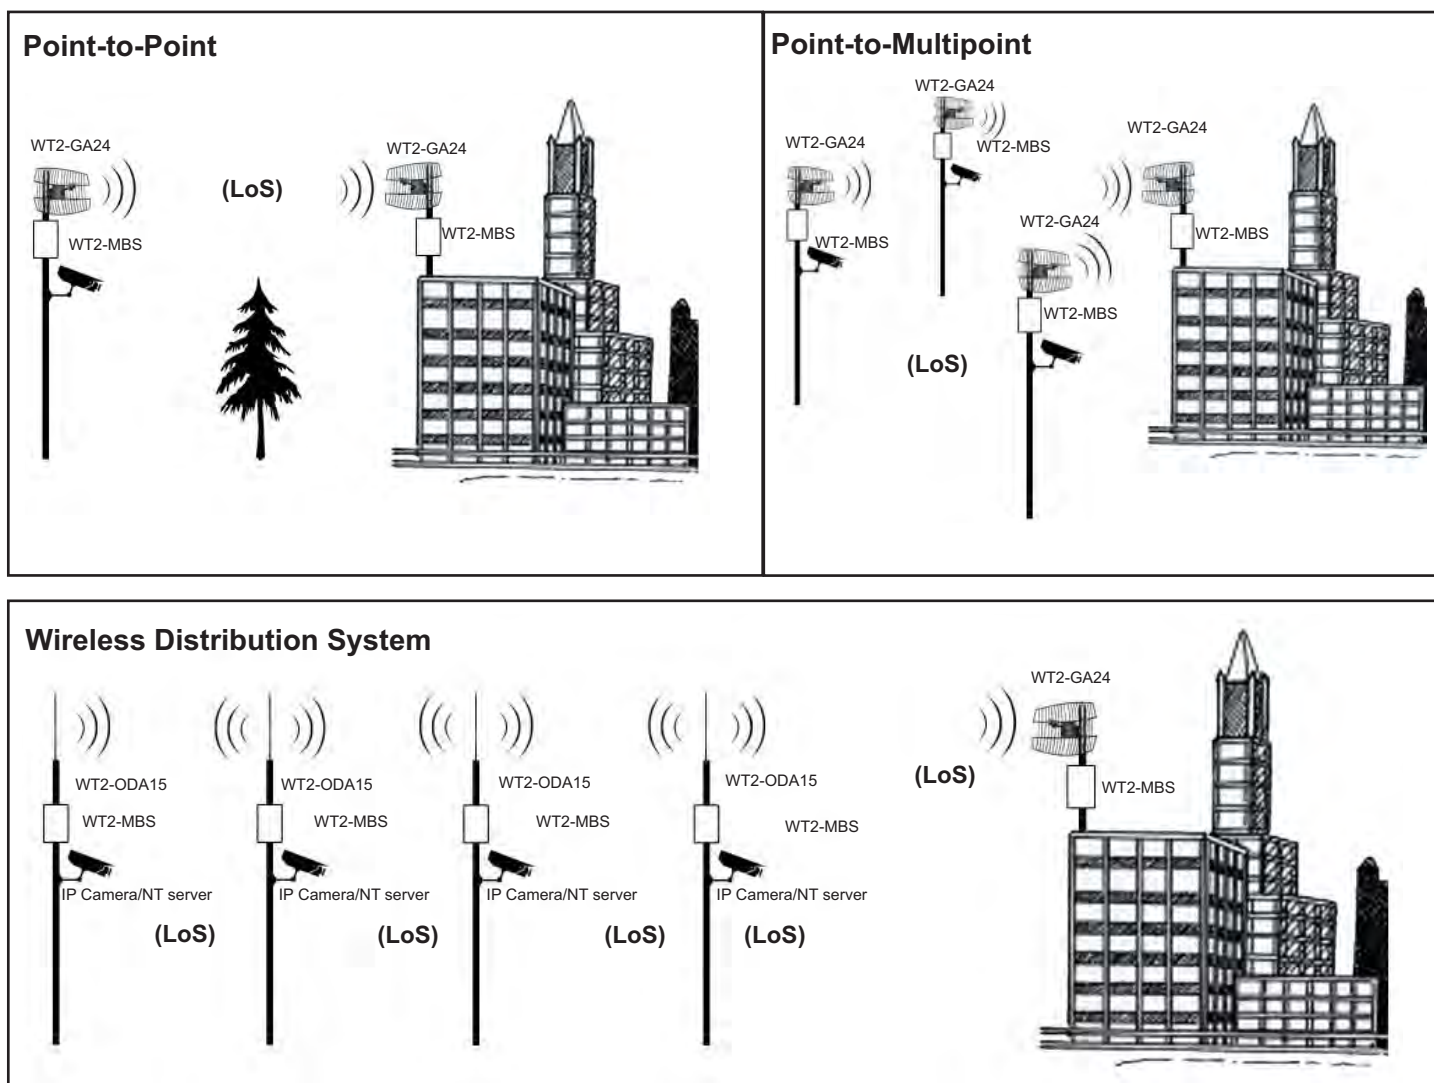 Point-to-Point
WT2-GA24
WT2-GA24
(LoS)
WT2-MBS
WT2-MBS
Point-to-Multipoint
WT2-GA24
WT2-GA24
WT2-GA24
WT2-MBS
WT2-GA24
WT2-MBS
WT2-MBS
WT2-MBS
(LoS)
Wireless Distribution System
WT2-GA24
(LoS)
WT2-MBS
WT2-ODA15
WT2-ODA15
WT2-ODA15
WT2-ODA15
WT2-MBS
WT2-MBS
WT2-MBS
WT2-MBS
IP Camera/NT server
IP Camera/NT server
IP Camera/NT server
IP Camera/NT server
(LoS)
(LoS)
(LoS)
(LoS)